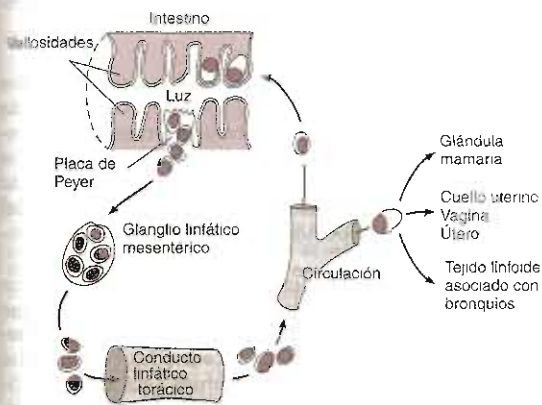 Intestino
Vellosidades
Luz
Placa de
Peyer
Glándula
mamaria
Cuello uterino
Vagina
Útero
Ganglio linfático
mesentérico
Circulación
Tejido linfoide
asociado con
bronquios
Conducto
linfático
torácico